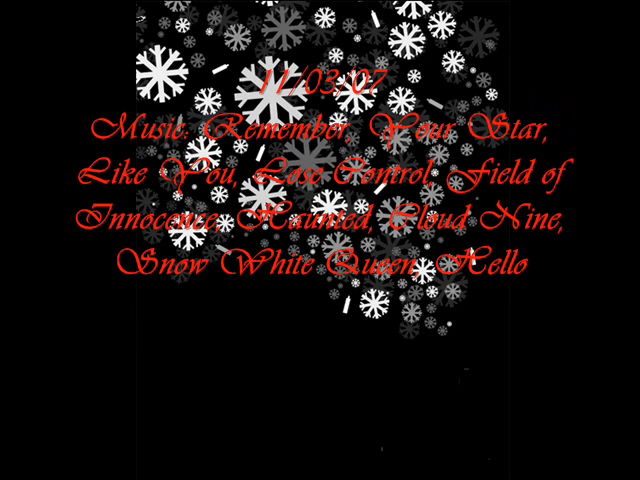 11/03/07
Music: Remember, Your Star,
Like You, Lose Control, Field of
Innocence, Haunted, Cloud Nine,
Snow White Queen, Hello